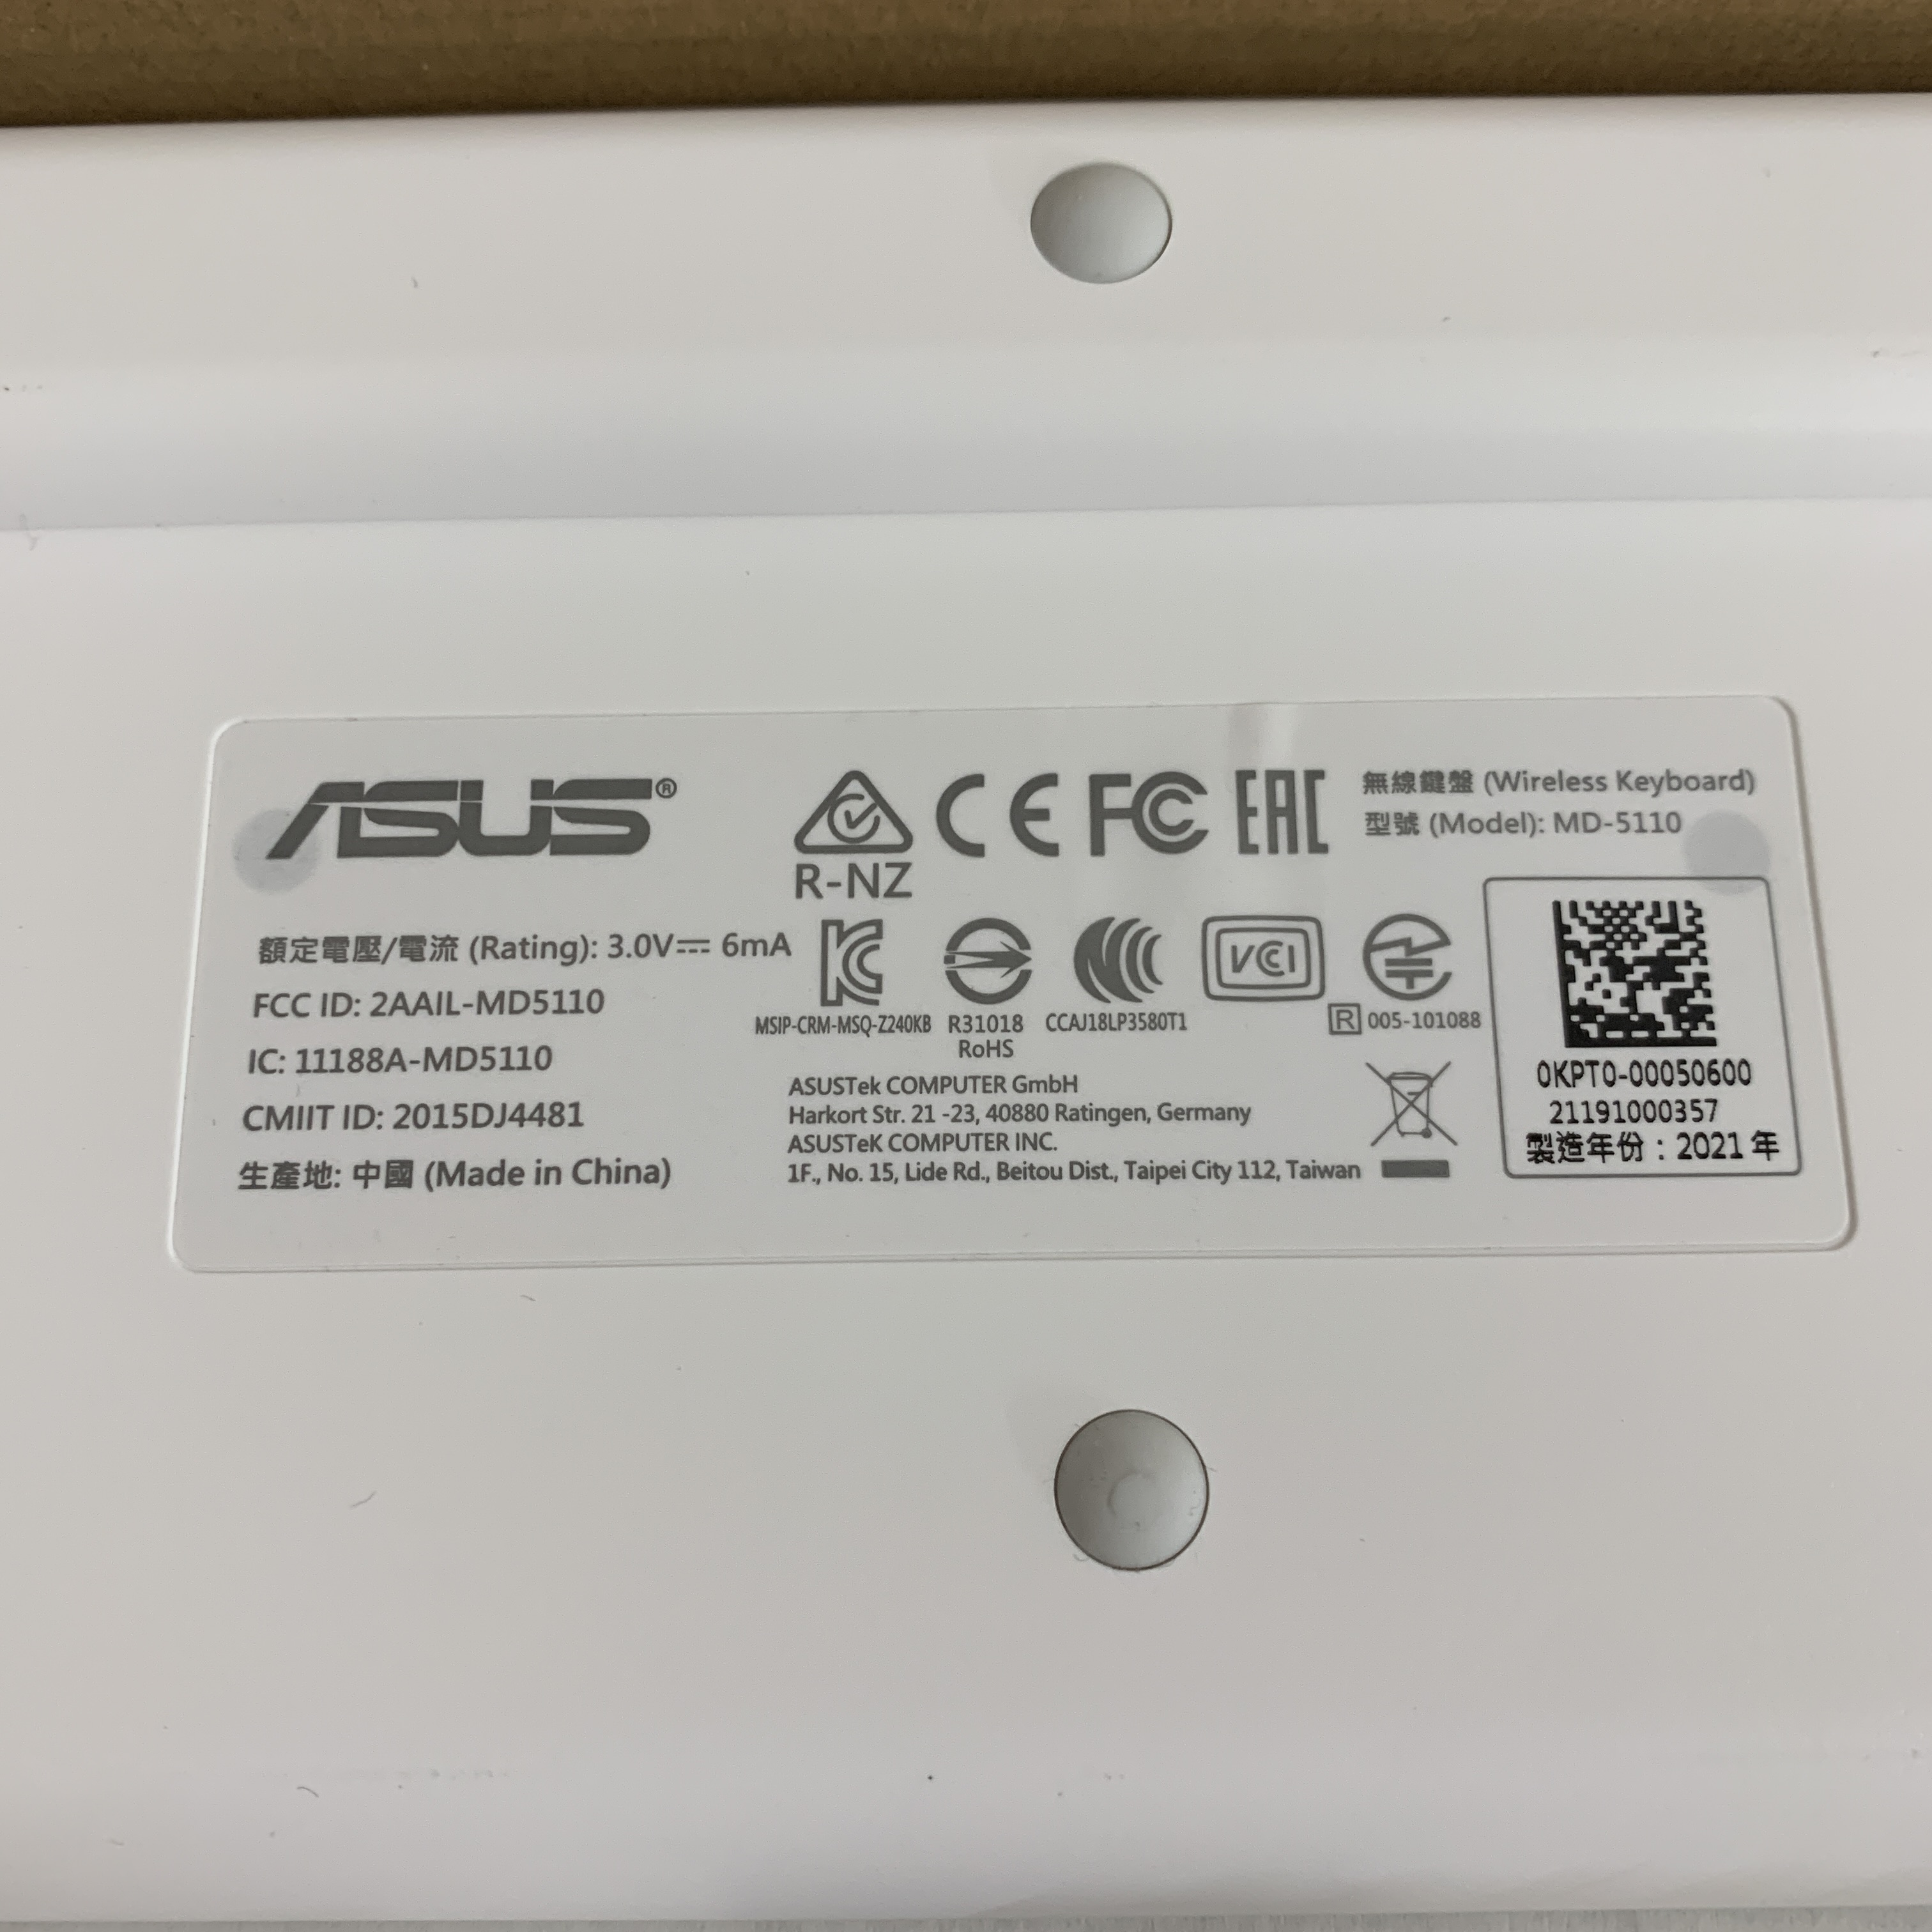 ASUS®
R-NZ
CE FC EAC
無線鍵盤 (Wireless Keyboard)
型號 (Model): MD-5110
額定電壓/電流 (Rating): 3.0V⎓ 6mA
FCC ID: 2AAIL-MD5110
IC: 11188A-MD5110
CMIIT ID: 2015DJ4481
生產地: 中國 (Made in China)
KC
MSIP-CRM-MSQ-Z240KB
R31018
RoHS
CCAJ18LP3580T1
VCI
R 005-101088
ASUSTek COMPUTER GmbH
Harkort Str. 21 -23, 40880 Ratingen, Germany
ASUSTeK COMPUTER INC.
1F., No. 15, Lide Rd., Beitou Dist., Taipei City 112, Taiwan
0KPT0-00050600
21191000357
製造年份：2021 年